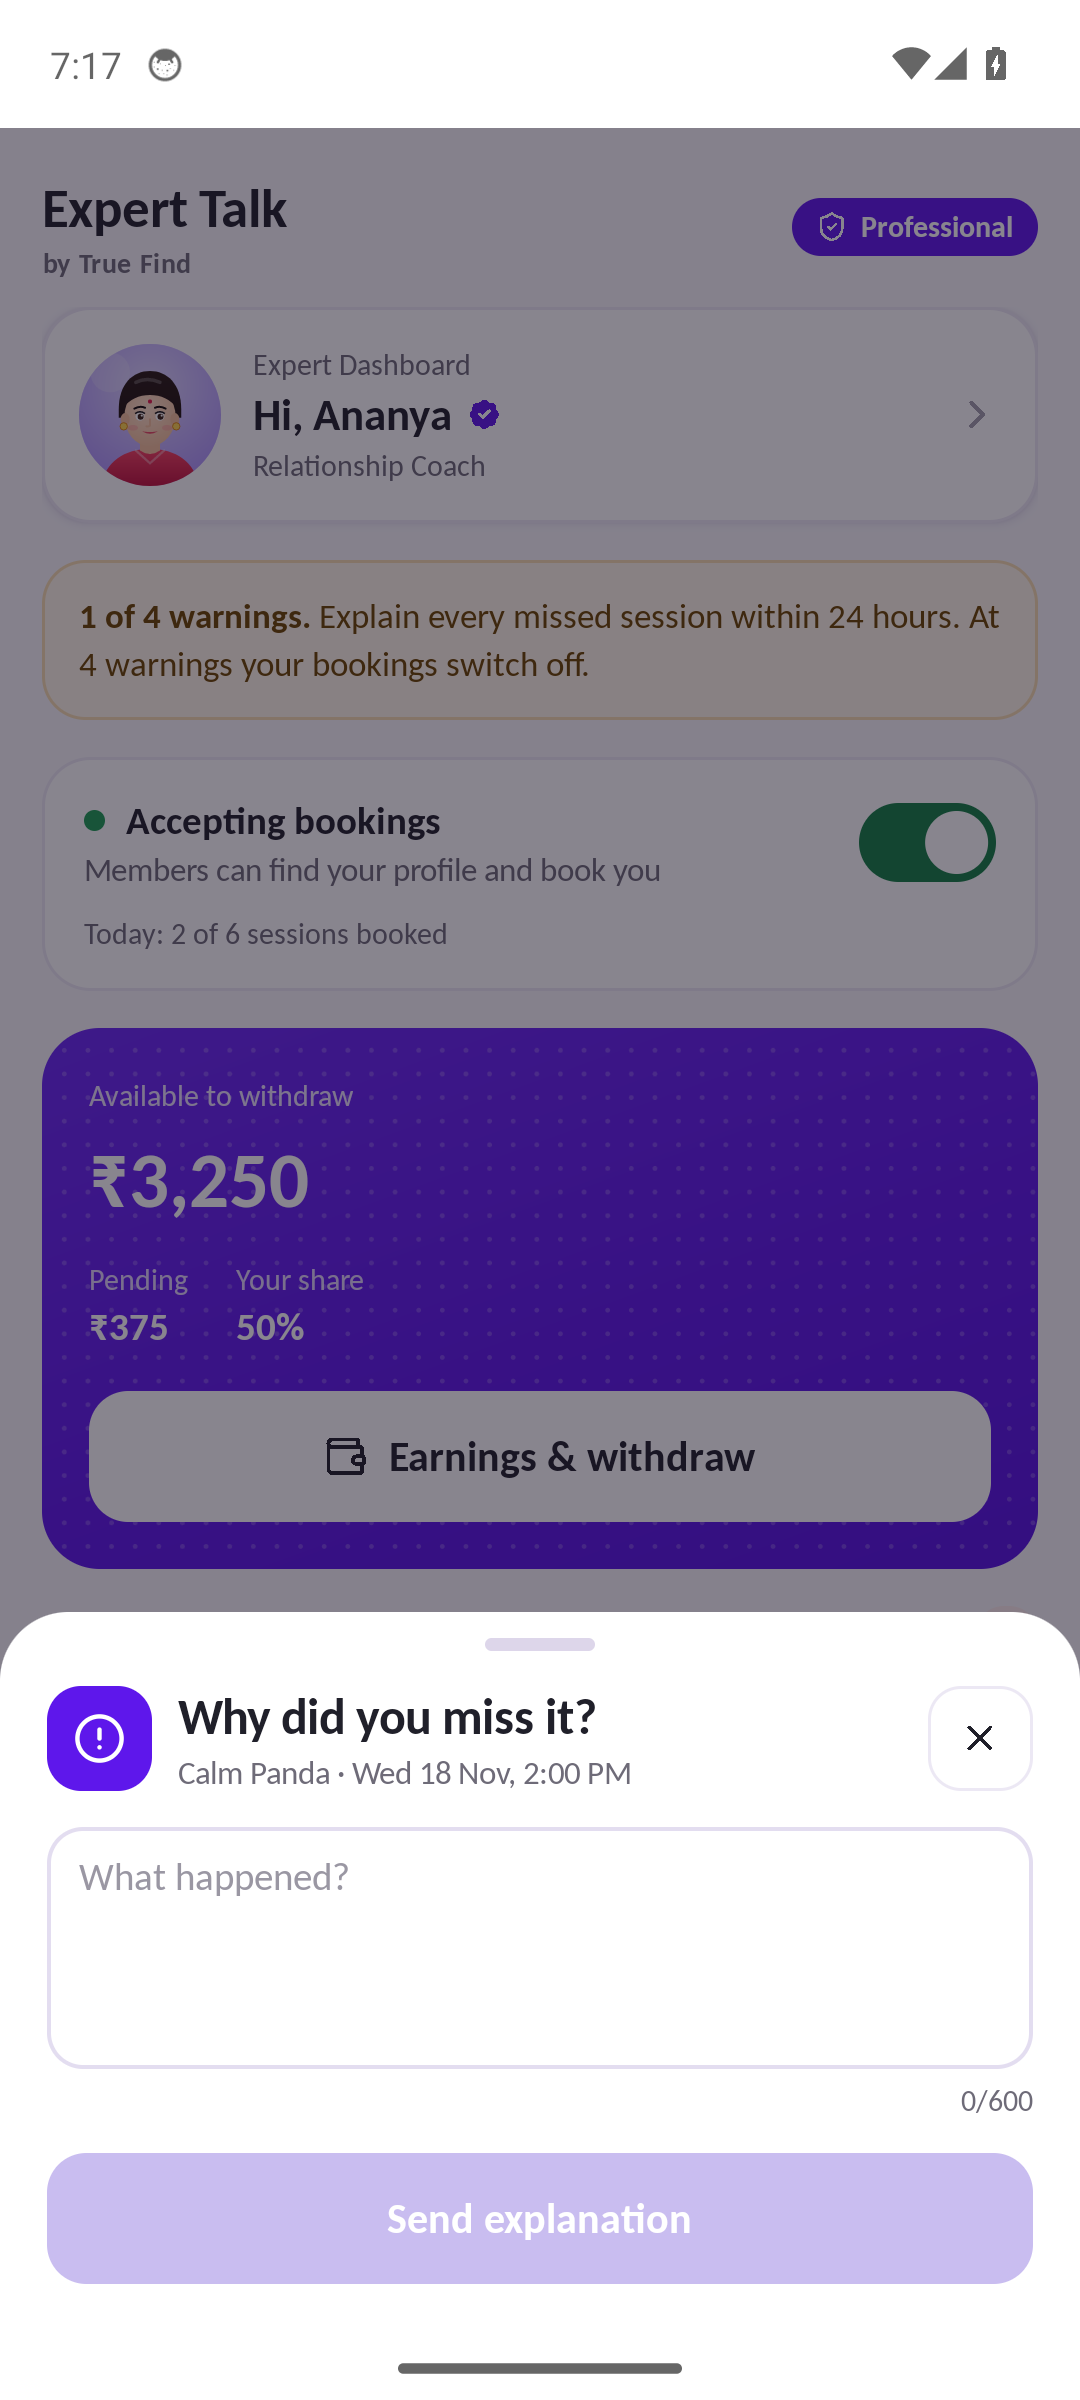 7:17
Expert Talk
by True Find
Professional
Expert Dashboard
Hi, Ananya
Relationship Coach
1 of 4 warnings. Explain every missed session within 24 hours. At
4 warnings your bookings switch off.
Accepting bookings
Members can find your profile and book you
Today: 2 of 6 sessions booked
Available to withdraw
₹3,250
Pending Your share
₹375 50%
Earnings & withdraw
Why did you miss it?
Calm Panda · Wed 18 Nov, 2:00 PM
What happened?
0/600
Send explanation